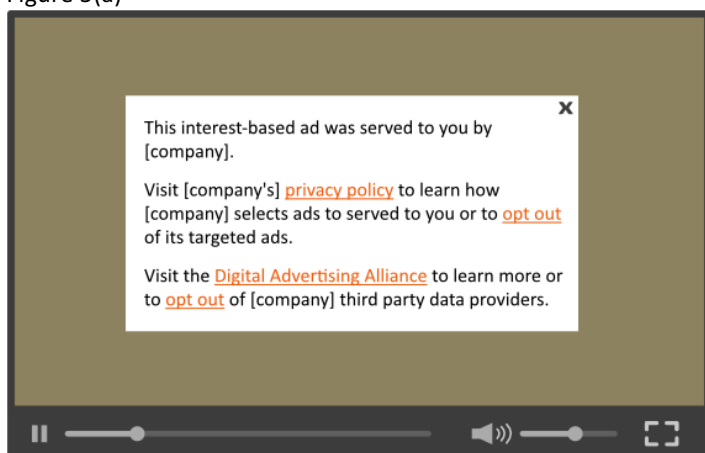 This interest-based ad was served to you by
[company].
Visit [company's] privacy policy to learn how
[company] selects ads to served to you or to opt out
of its targeted ads.
Visit the Digital Advertising Alliance to learn more or
to opt out of [company] third party data providers.